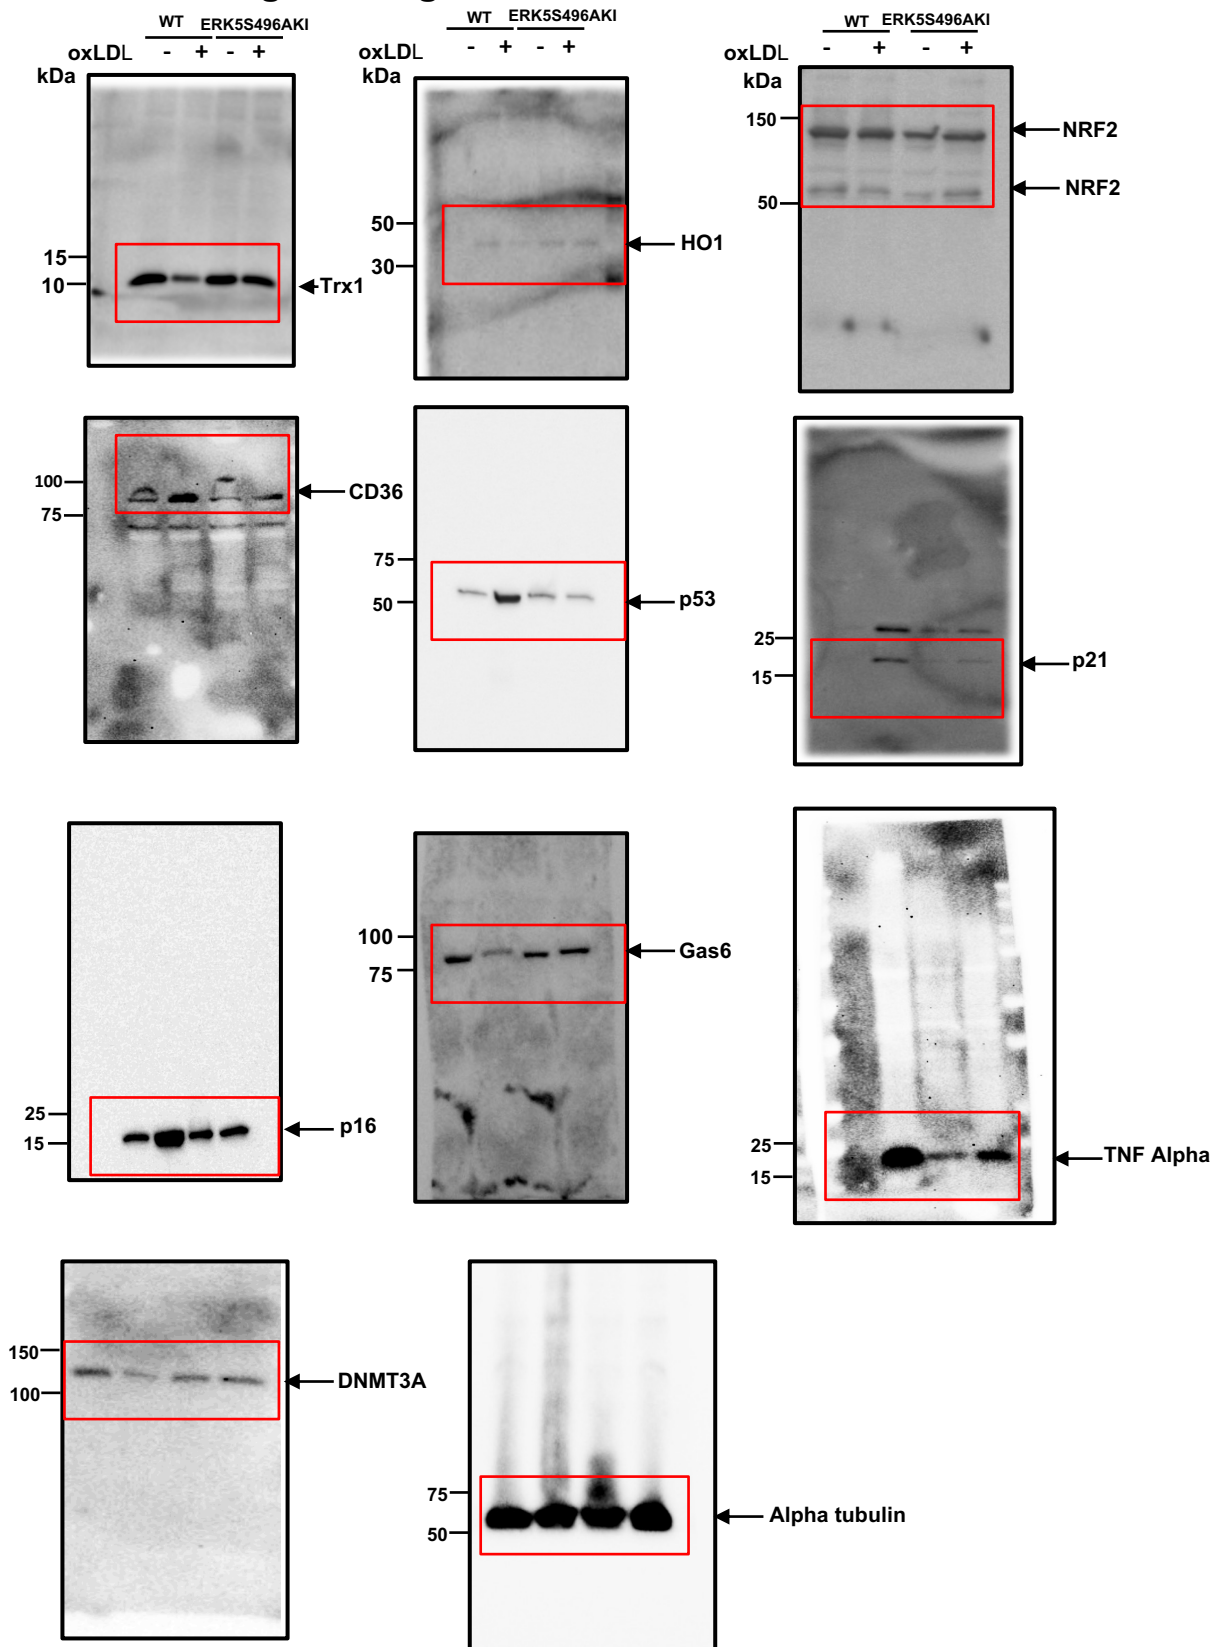 WT ERK5S496AKI
oxLDL - + - +
kDa
15
10
Trx1
WT ERK5S496AKI
oxLDL - + - +
kDa
50
30
HO1
WT ERK5S496AKI
oxLDL - + - +
kDa
150
50
NRF2
NRF2
100
75
CD36
75
50
p53
25
15
p21
25
15
p16
100
75
Gas6
25
15
TNF Alpha
150
100
DNMT3A
75
50
Alpha tubulin